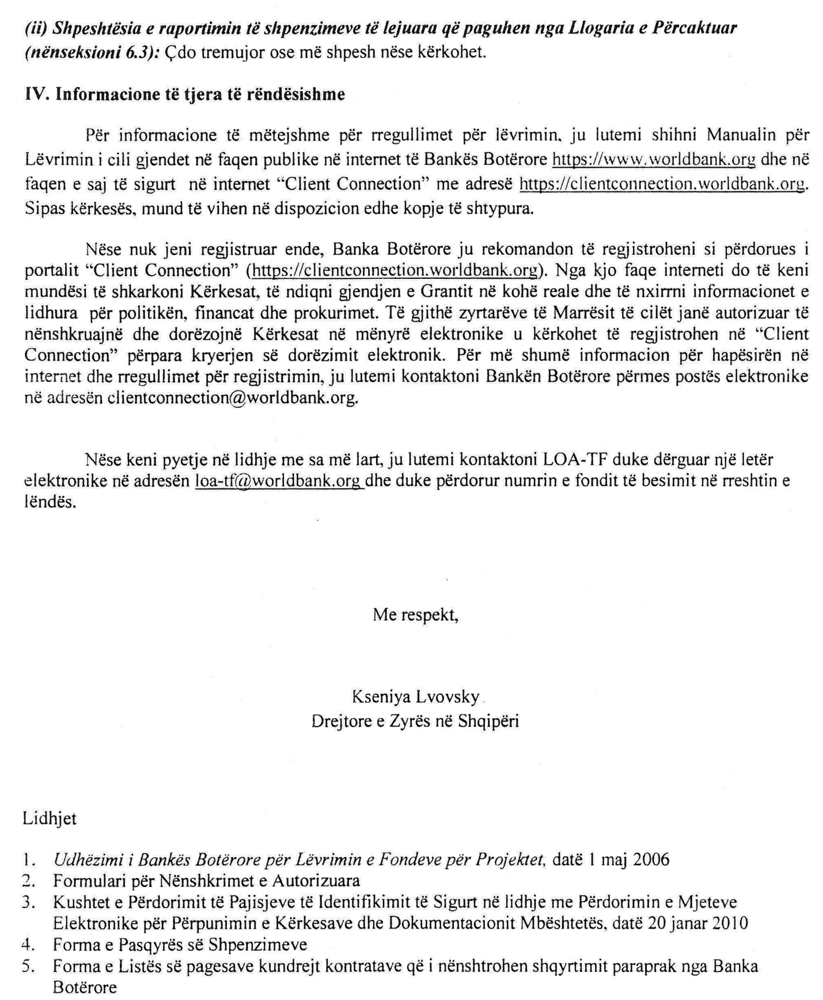 (ii) Shpeshtësia e raportimin të shpenzimeve të lejuara që paguhen nga Llogaria e Përcaktuar
(nënseksioni 6.3): Çdo tremujor ose më shpesh nëse kërkohet.
IV. Informacione të tjera të rëndësishme
Për informacione të mëtejshme për rregullimet për lëvrimin, ju lutemi shihni Manualin për
Lëvrimin i cili gjendet në faqen publike në internet të Bankës Botërore https://www.worldbank.org dhe në
faqen e saj të sigurt në internet “Client Connection” me adresë https://clientconnection.worldbank.org.
Sipas kërkesës, mund të vihen në dispozicion edhe kopje të shtypura.
Nëse nuk jeni regjistruar ende, Banka Botërore ju rekomandon të regjistroheni si përdorues i
portalit “Client Connection” (https://clientconnection.worldbank.org). Nga kjo faqe interneti do të keni
mundësi të shkarkoni Kërkesat, të ndiqni gjendjen e Grantit në kohë reale dhe të nxirrni informacionet e
lidhura për politikën, financat dhe prokurimet. Të gjithë zyrtarëve të Marrësit të cilët janë autorizuar të
nënshkruajnë dhe dorëzojnë Kërkesat në mënyrë elektronike u kërkohet të regjistrohen në “Client
Connection” përpara kryerjen së dorëzimit elektronik. Për më shumë informacion për hapësirën në
internet dhe rregullimet për regjistrimin, ju lutemi kontaktoni Bankën Botërore përmes postës elektronike
në adresën clientconnection@worldbank.org.
Nëse keni pyetje në lidhje me sa më lart, ju lutemi kontaktoni LOA-TF duke dërguar një letër
elektronike në adresën loa-tf@worldbank.org dhe duke përdorur numrin e fondit të besimit në rreshtin e
lëndës.
Me respekt,
Kseniya Lvovsky
Drejtore e Zyrës në Shqipëri
Lidhjet
1. Udhëzimi i Bankës Botërore për Lëvrimin e Fondeve për Projektet, datë 1 maj 2006
2. Formulari për Nënshkrimet e Autorizuara
3. Kushtet e Përdorimit të Pajisjeve të Identifikimit të Sigurt në lidhje me Përdorimin e Mjeteve
Elektronike për Përpunimin e Kërkesave dhe Dokumentacionit Mbështetës, datë 20 janar 2010
4. Forma e Pasqyrës së Shpenzimeve
5. Forma e Listës së pagesave kundrejt kontratave që i nënshtrohen shqyrtimit paraprak nga Banka
Botërore